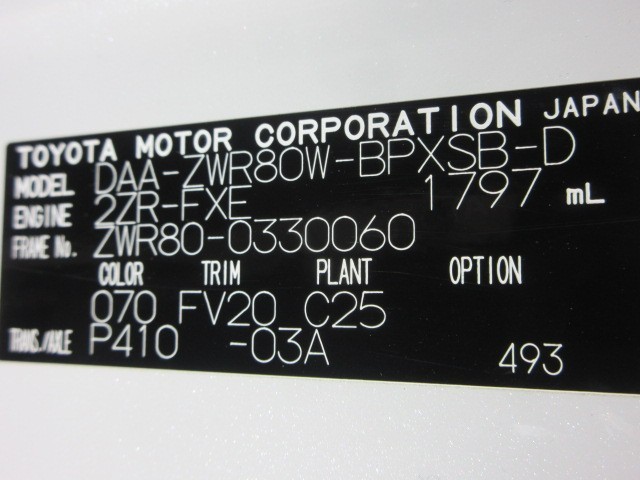 TOYOTA MOTOR CORPORATION JAPAN
MODEL DAA-ZWR80W-BPXSB-D
ENGINE 2ZR-FXE 1797 mL
FRAME No. ZWR80-0330060
COLOR TRIM PLANT OPTION
070 FV20 C25
TRANS./AXLE P410 -03A 493